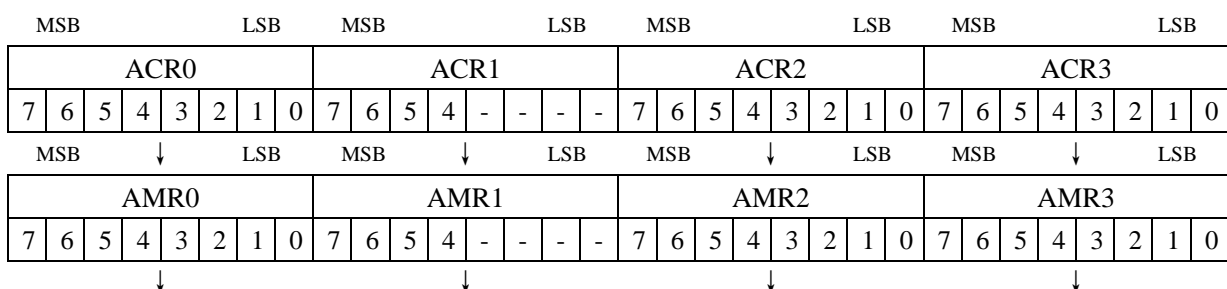 MSB LSB MSB LSB MSB LSB MSB LSB
ACR0 ACR1 ACR2 ACR3
7 6 5 4 3 2 1 0 7 6 5 4 - - - - 7 6 5 4 3 2 1 0 7 6 5 4 3 2 1 0
MSB ↓ LSB MSB ↓ LSB MSB ↓ LSB MSB ↓ LSB
AMR0 AMR1 AMR2 AMR3
7 6 5 4 3 2 1 0 7 6 5 4 - - - - 7 6 5 4 3 2 1 0 7 6 5 4 3 2 1 0
↓ ↓ ↓ ↓